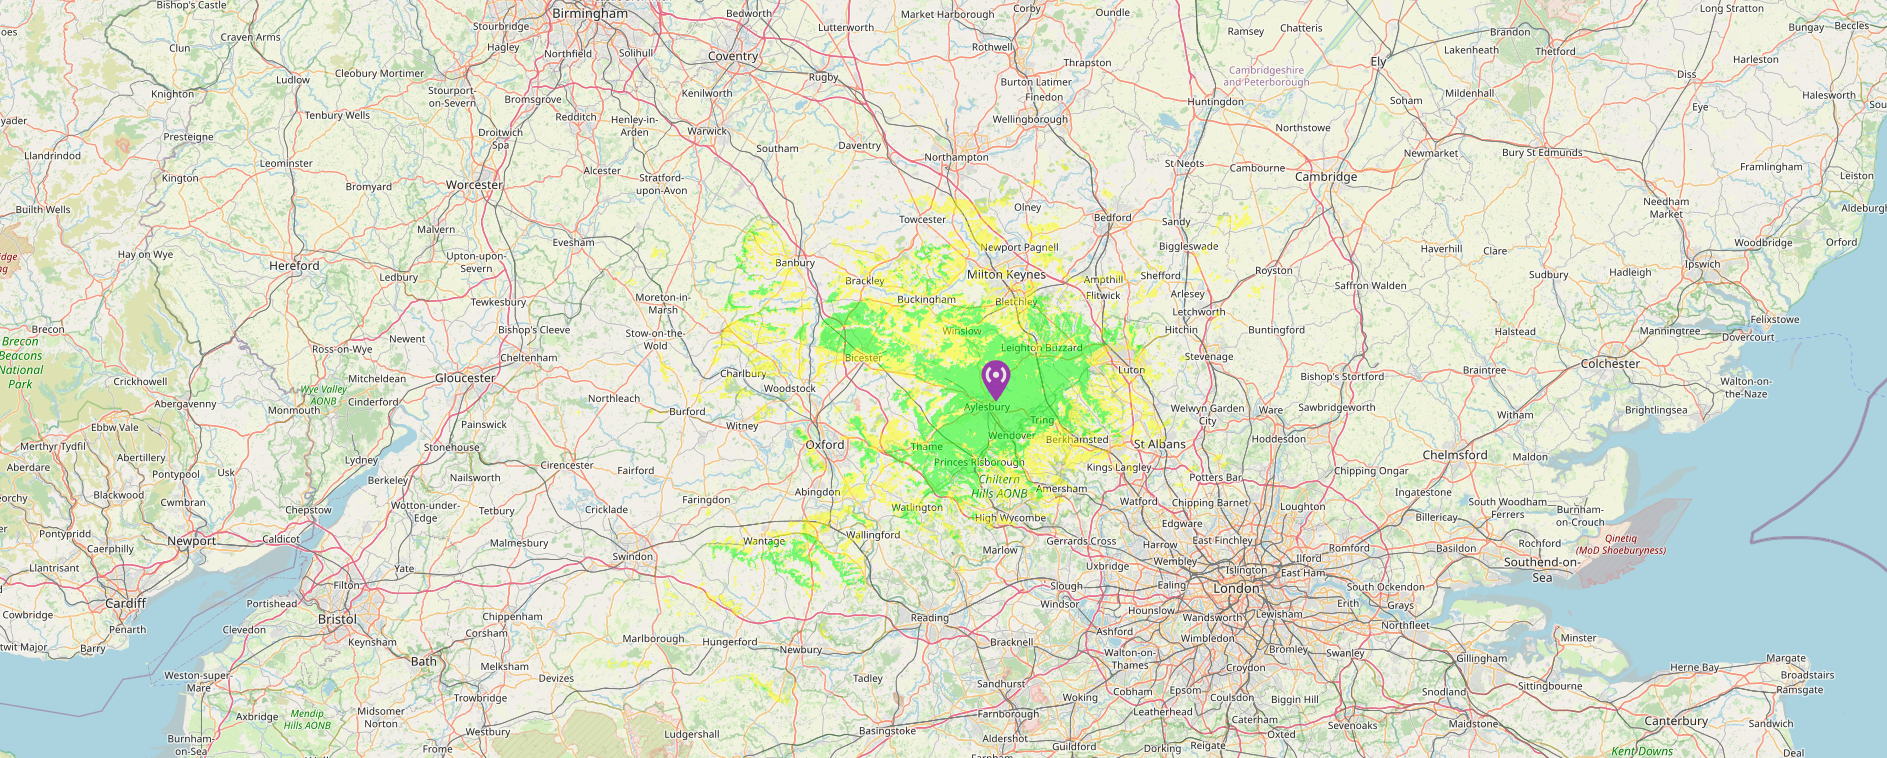 Bishop's Castle
Birmingham
Bedworth
Corby
Oundle
Long Stratton
Stourbridge
Lutterworth
Market Harborough
Chatteris
Bungay
Beccles
Craven Arms
Hagley
Northfield
Solihull
Ramsey
Brandon
Clun
Coventry
Rothwell
Lakenheath
Thetford
Thrapston
Ely
Harleston
Ludlow
Cleobury Mortimer
Rugby
Burton Latimer
Cambridgeshire
and Peterborough
Diss
Knighton
Stourport-
on-Severn
Kenilworth
Finedon
Mildenhall
Halesworth
Bromsgrove
Huntingdon
Soham
Eye
Tenbury Wells
Redditch
Henley-in-
Arden
Wellingborough
Northstowe
Presteigne
Droitwich
Spa
Warwick
Southam
Daventry
Northampton
Newmarket
Bury St Edmunds
Llandrindod
Leominster
St Neots
Cambourne
Framlingham
Kington
Bromyard
Worcester
Alcester
Stratford-
upon-Avon
Cambridge
Leiston
Builth Wells
Towcester
Olney
Bedford
Sandy
Needham
Market
Aldeburgh
Malvern
Evesham
Newport Pagnell
Biggleswade
Haverhill
Clare
Woodbridge
Orford
Hay on Wye
Hereford
Upton-upon-
Severn
Banbury
Milton Keynes
Ampthill
Shefford
Royston
Sudbury
Hadleigh
Ipswich
Ledbury
Brackley
Flitwick
Saffron Walden
Tewkesbury
Moreton-in-
Marsh
Buckingham
Bletchley
Arlesey
Letchworth
Felixstowe
Brecon
Bishop's Cleeve
Stow-on-the-
Wold
Winslow
Hitchin
Buntingford
Halstead
Manningtree
Dovercourt
Brecon
Beacons
National
Park
Ross-on-Wye
Newent
Cheltenham
Bicester
Leighton Buzzard
Stevenage
Colchester
Crickhowell
Mitcheldean
Gloucester
Charlbury
Woodstock
Luton
Bishop's Stortford
Braintree
Walton-on-
the-Naze
Wye Valley
AONB
Abergavenny
Cinderford
Northleach
Burford
Aylesbury
Welwyn Garden
City
Ware
Sawbridgeworth
Witham
Brightlingsea
Monmouth
Painswick
Witney
Tring
Hoddesdon
Ebbw Vale
Merthyr Tydfil
Stonehouse
Oxford
Thame
Wendover
Berkhamsted
St Albans
Chelmsford
Maldon
Abertillery
Lydney
Cirencester
Princes Risborough
Kings Langley
Chipping Ongar
Aberdare
Pontypool
Usk
Berkeley
Nailsworth
Fairford
Abingdon
Chiltern
Hills AONB
Amersham
Potters Bar
Ingatestone
Blackwood
Cwmbran
Chepstow
Wotton-under-
Edge
Tetbury
Cricklade
Faringdon
Watlington
High Wycombe
Watford
Chipping Barnet
Loughton
South Woodham
Ferrers
Burnham-
on-Crouch
Billericay
Pontypridd
Caerphilly
Newport
Caldicot
Malmesbury
Wantage
Wallingford
Marlow
Gerrards Cross
Edgware
East Finchley
Harrow
Romford
Basildon
Rochford
Qinetiq
(MoD Shoeburyness)
Llantrisant
Yate
Swindon
Wembley
Ilford
Uxbridge
Islington
East Ham
Southend-on-
Sea
Filton
Slough
Ealing
London
South Ockendon
Cardiff
Portishead
Windsor
Hounslow
Erith
Grays
Cowbridge
Bristol
Chippenham
Reading
Wandsworth
Lewisham
Northfleet
Penarth
Clevedon
Corsham
Marlborough
Hungerford
Bracknell
Ashford
Wimbledon
Minster
Barry
Keynsham
Newbury
Walton-on-
Thames
Bromley
Swanley
Gillingham
Margate
Bath
Melksham
Croydon
Herne Bay
Broadstairs
Weston-super-
Mare
Devizes
Tadley
Sandhurst
Cobham
Epsom
Coulsdon
Snodland
Sittingbourne
Ramsgate
Trowbridge
Woking
Biggin Hill
Axbridge
Mendip
Hills AONB
Midsomer
Norton
Farnborough
Leatherhead
Caterham
Sevenoaks
Maidstone
Canterbury
Sandwich
Westbury
Ludgershall
Basingstoke
Oxted
Burnham-
on-Sea
Frome
Aldershot
Guildford
Dorking
Reigate
Kent Downs
Deal